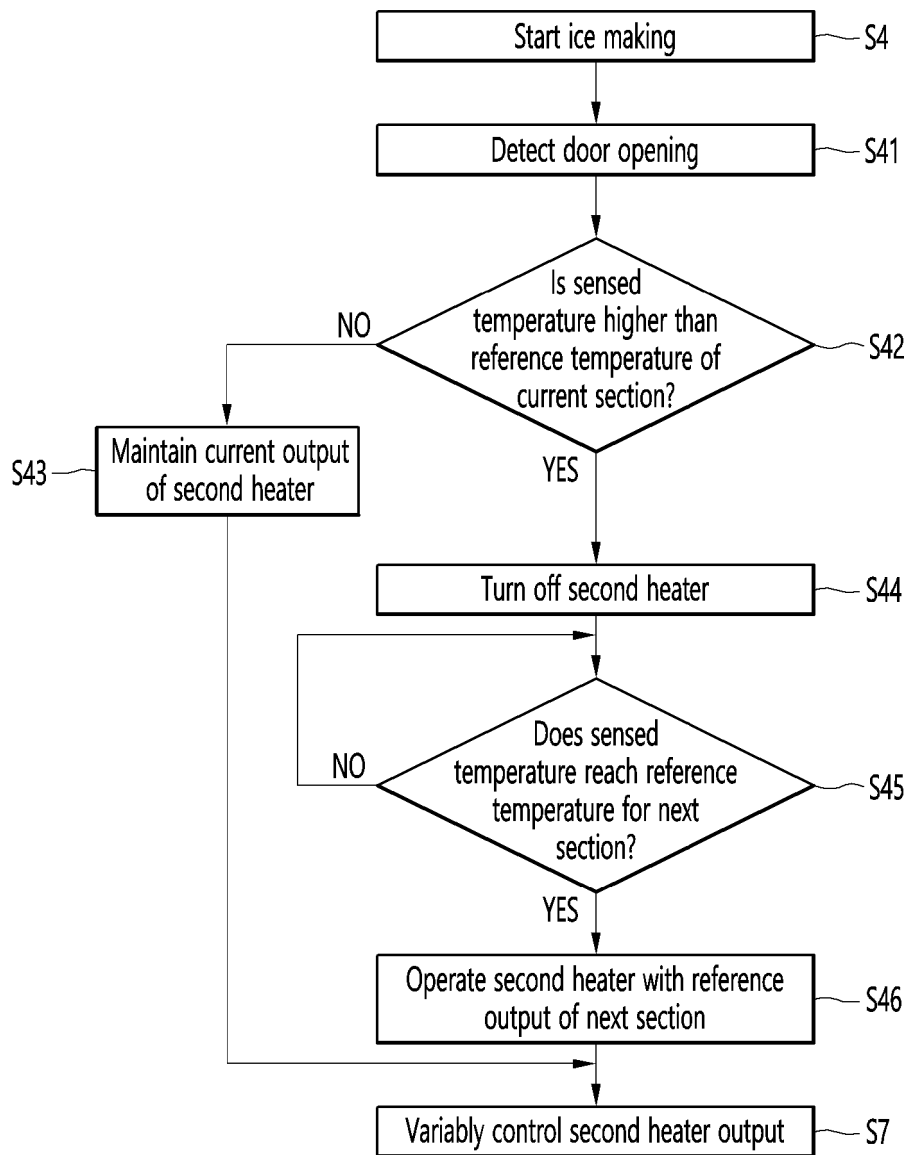 Start ice making
S4
Detect door opening
S41
Is sensed
temperature higher than
reference temperature of
current section?
S42
NO
YES
Maintain current output
of second heater
S43
Turn off second heater
S44
Does sensed
temperature reach reference
temperature for next
section?
S45
NO
YES
Operate second heater with reference
output of next section
S46
Variably control second heater output
S7